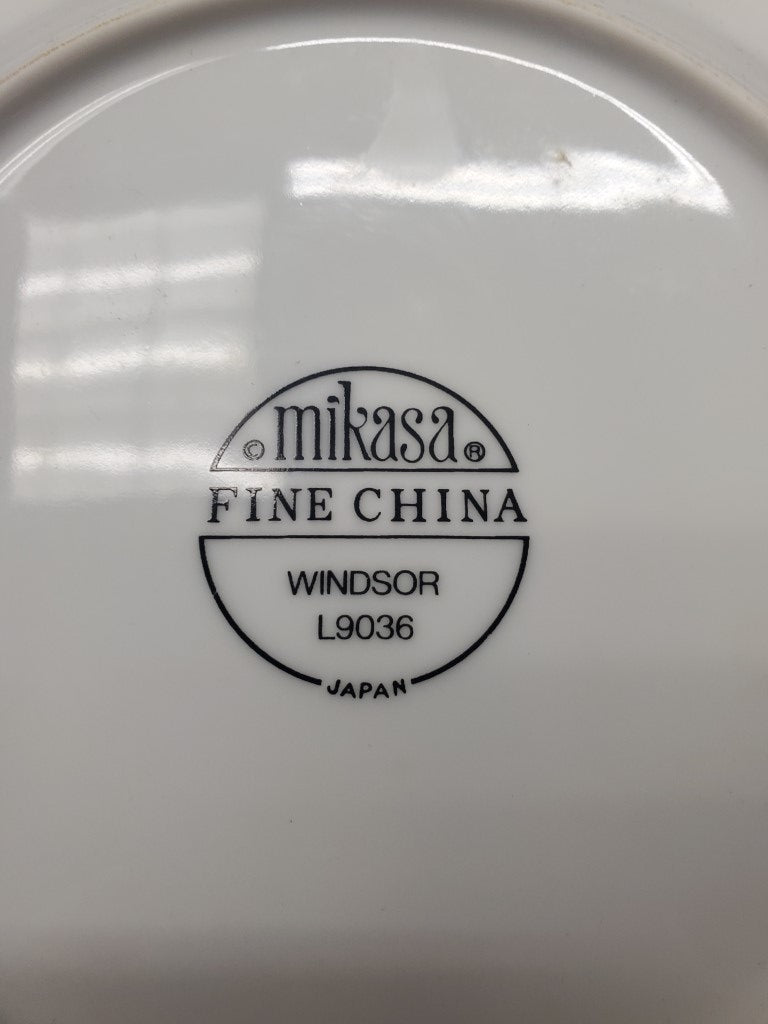 © mikasa ®
FINE CHINA
WINDSOR
L9036
JAPAN